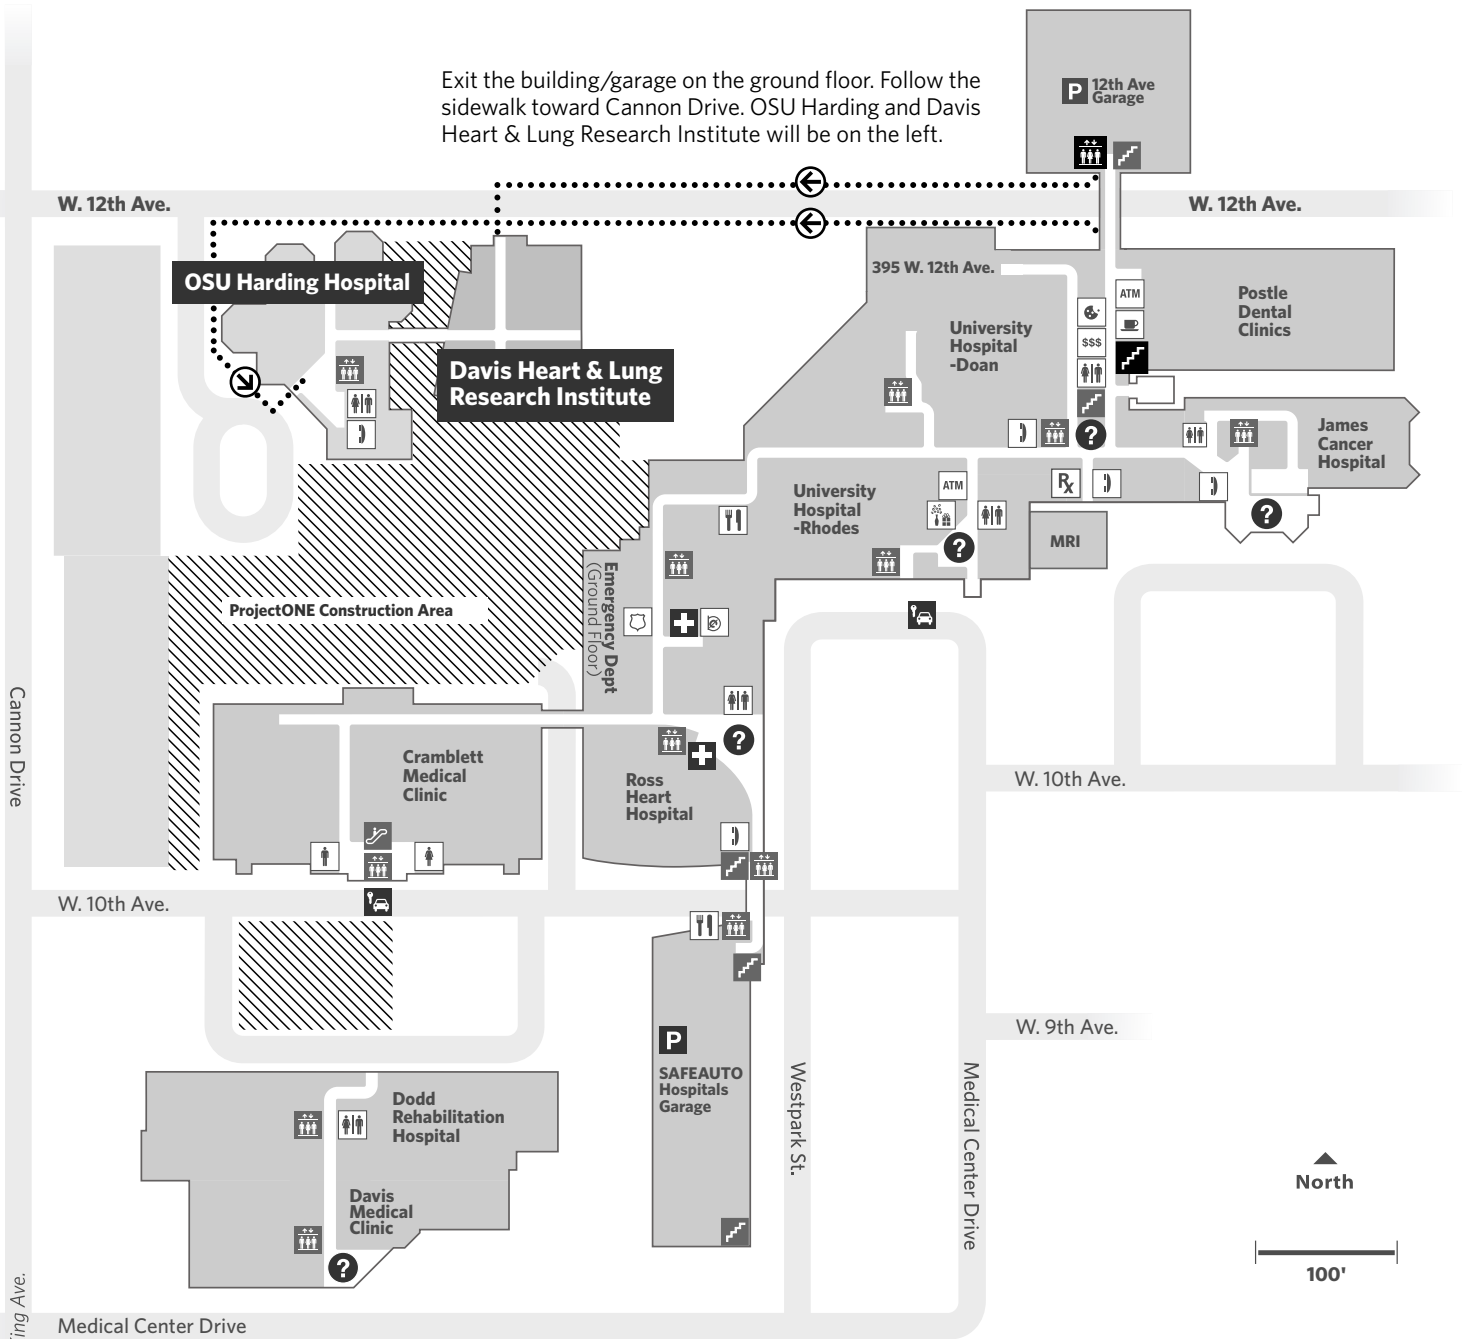 Exit the building/garage on the ground floor. Follow the
sidewalk toward Cannon Drive. OSU Harding and Davis
Heart & Lung Research Institute will be on the left.
P
12th Ave
Garage
W. 12th Ave.
W. 12th Ave.
OSU Harding Hospital
395 W. 12th Ave.
ATM
Postle
Dental
Clinics
University
Hospital
-Doan
$$$
Davis Heart & Lung
Research Institute
?
James
Cancer
Hospital
University
Hospital
-Rhodes
ATM
Rx
?
?
MRI
Emergency Dept
(Ground Floor)
ProjectONE Construction Area
Cannon Drive
?
Cramblett
Medical
Clinic
Ross
Heart
Hospital
W. 10th Ave.
W. 10th Ave.
W. 9th Ave.
P
SAFEAUTO
Hospitals
Garage
Westpark St.
Medical Center Drive
Dodd
Rehabilitation
Hospital
Davis
Medical
Clinic
?
North
100'
ing Ave.
Medical Center Drive